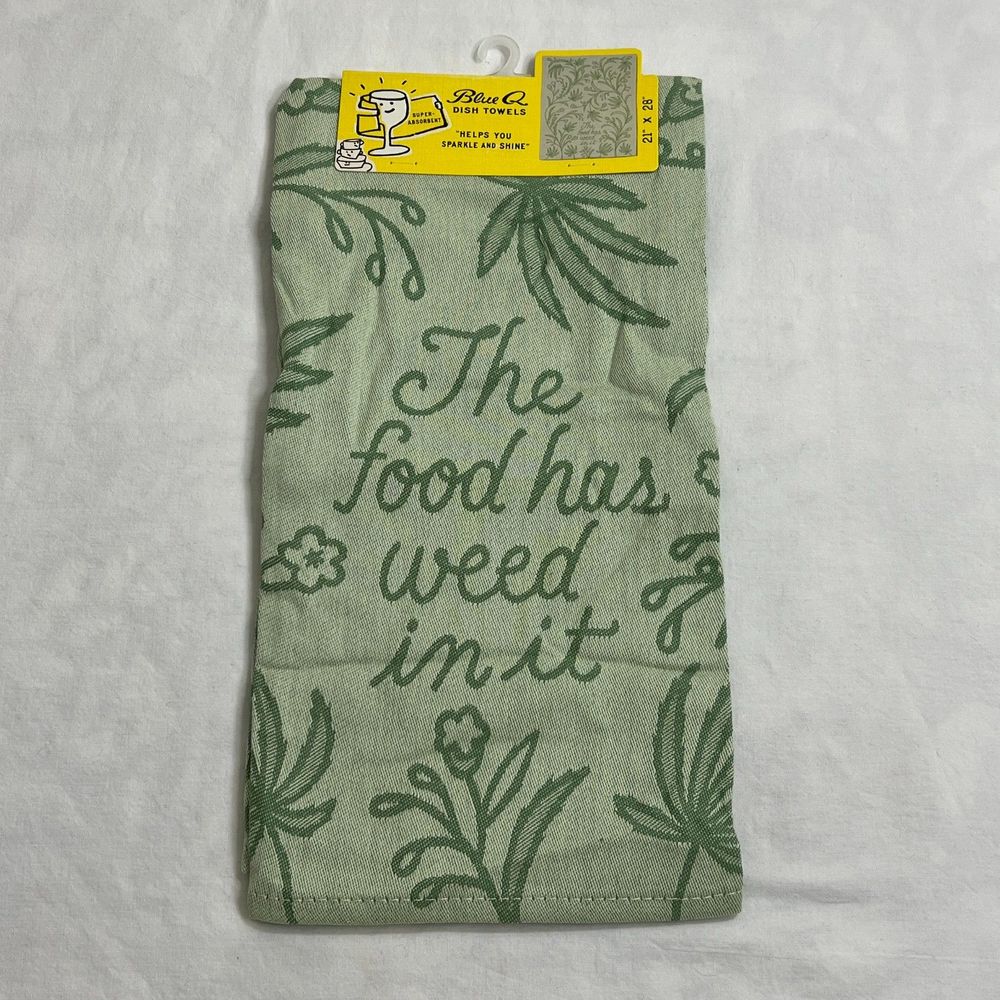 Blue Q
DISH TOWELS
SUPER-
ABSORBENT
"HELPS YOU
SPARKLE AND SHINE"
21" X 28"
The
food has
weed
in it